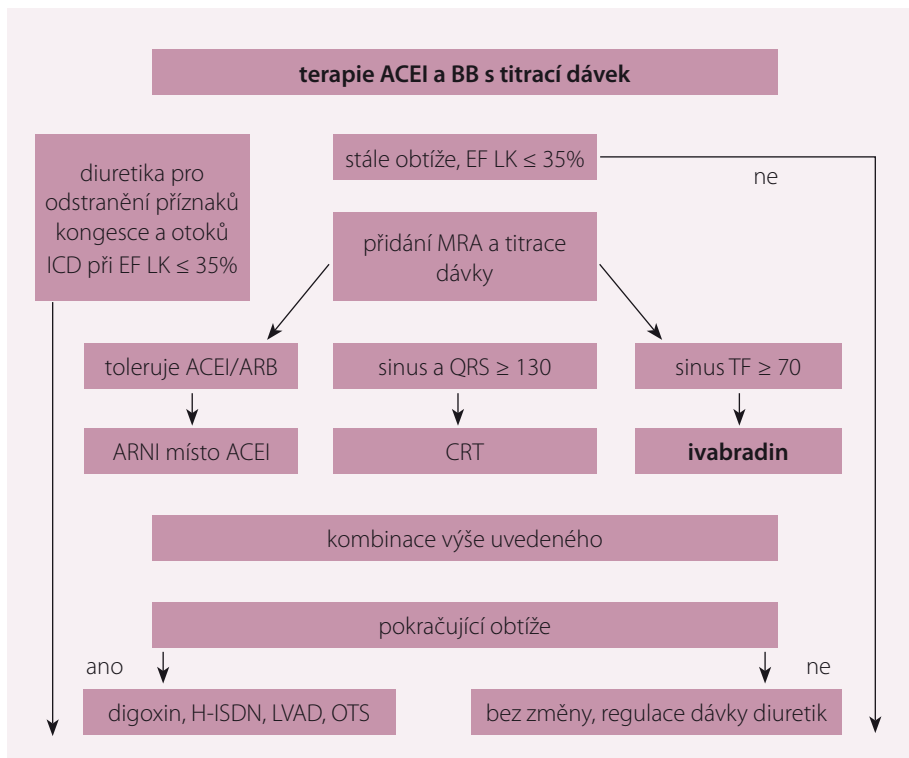 terapie ACEI a BB s titrací dávek
diuretika pro
odstranění příznaků
kongesce a otoků
ICD při EF LK ≤ 35%
stále obtíže, EF LK ≤ 35%
ne
přidání MRA a titrace
dávky
toleruje ACEI/ARB
sinus a QRS ≥ 130
sinus TF ≥ 70
ARNI místo ACEI
CRT
ivabradin
kombinace výše uvedeného
pokračující obtíže
ano
ne
digoxin, H-ISDN, LVAD, OTS
bez změny, regulace dávky diuretik